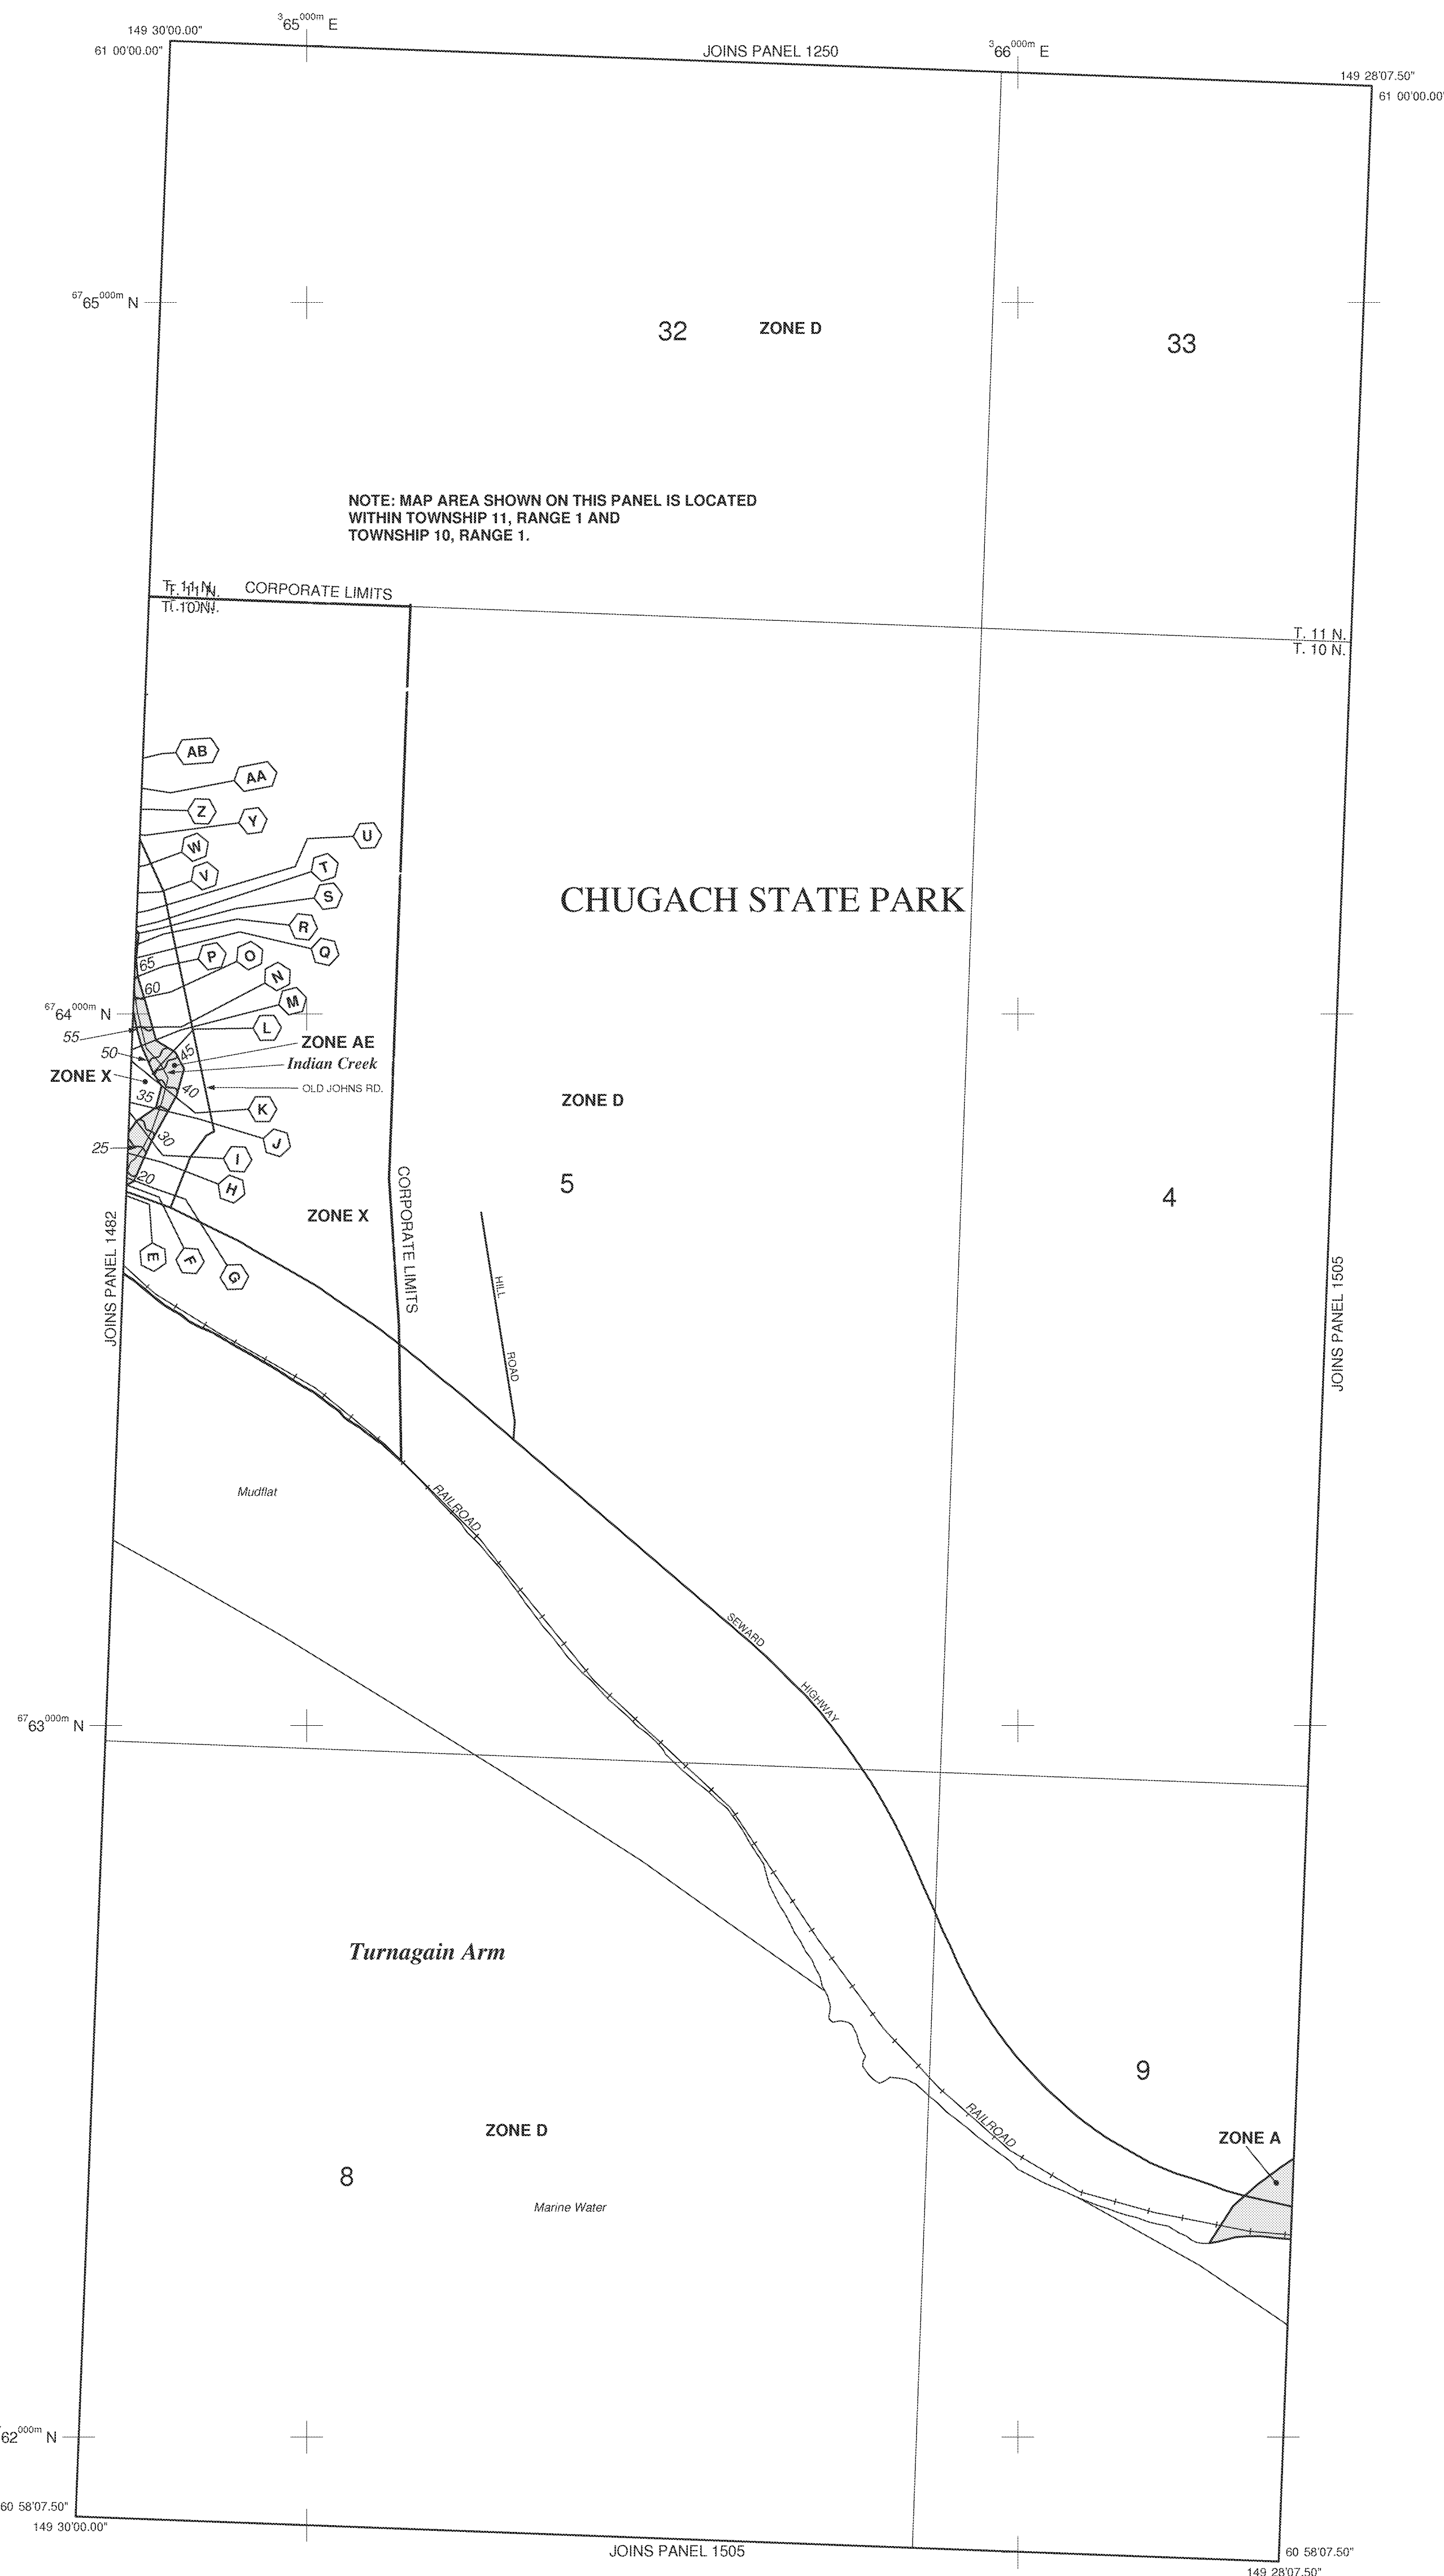 365000m E
149 30'00.00"
61 00'00.00"
JOINS PANEL 1250
366000m E
149 28'07.50"
61 00'00.00"
6765000m N
32
ZONE D
33
NOTE: MAP AREA SHOWN ON THIS PANEL IS LOCATED
WITHIN TOWNSHIP 11, RANGE 1 AND
TOWNSHIP 10, RANGE 1.
T. 11 N.
T. 10 N.
CORPORATE LIMITS
T. 11 N.
T. 10 N.
AB
AA
Z
Y
U
W
T
V
S
CHUGACH STATE PARK
R
Q
P
O
65
N
60
M
6764000m N
L
55
ZONE AE
50
45
Indian Creek
ZONE X
OLD JOHNS RD.
40
35
ZONE D
K
30
J
25
I
20
H
5
4
ZONE X
CORPORATE LIMITS
JOINS PANEL 1482
E
F
G
HILL
ROAD
JOINS PANEL 1505
Mudflat
RAILROAD
SEWARD
HIGHWAY
6763000m N
Turnagain Arm
9
ZONE D
RAILROAD
ZONE A
8
Marine Water
62000m N
60 58'07.50"
149 30'00.00"
JOINS PANEL 1505
60 58'07.50"
149 28'07.50"